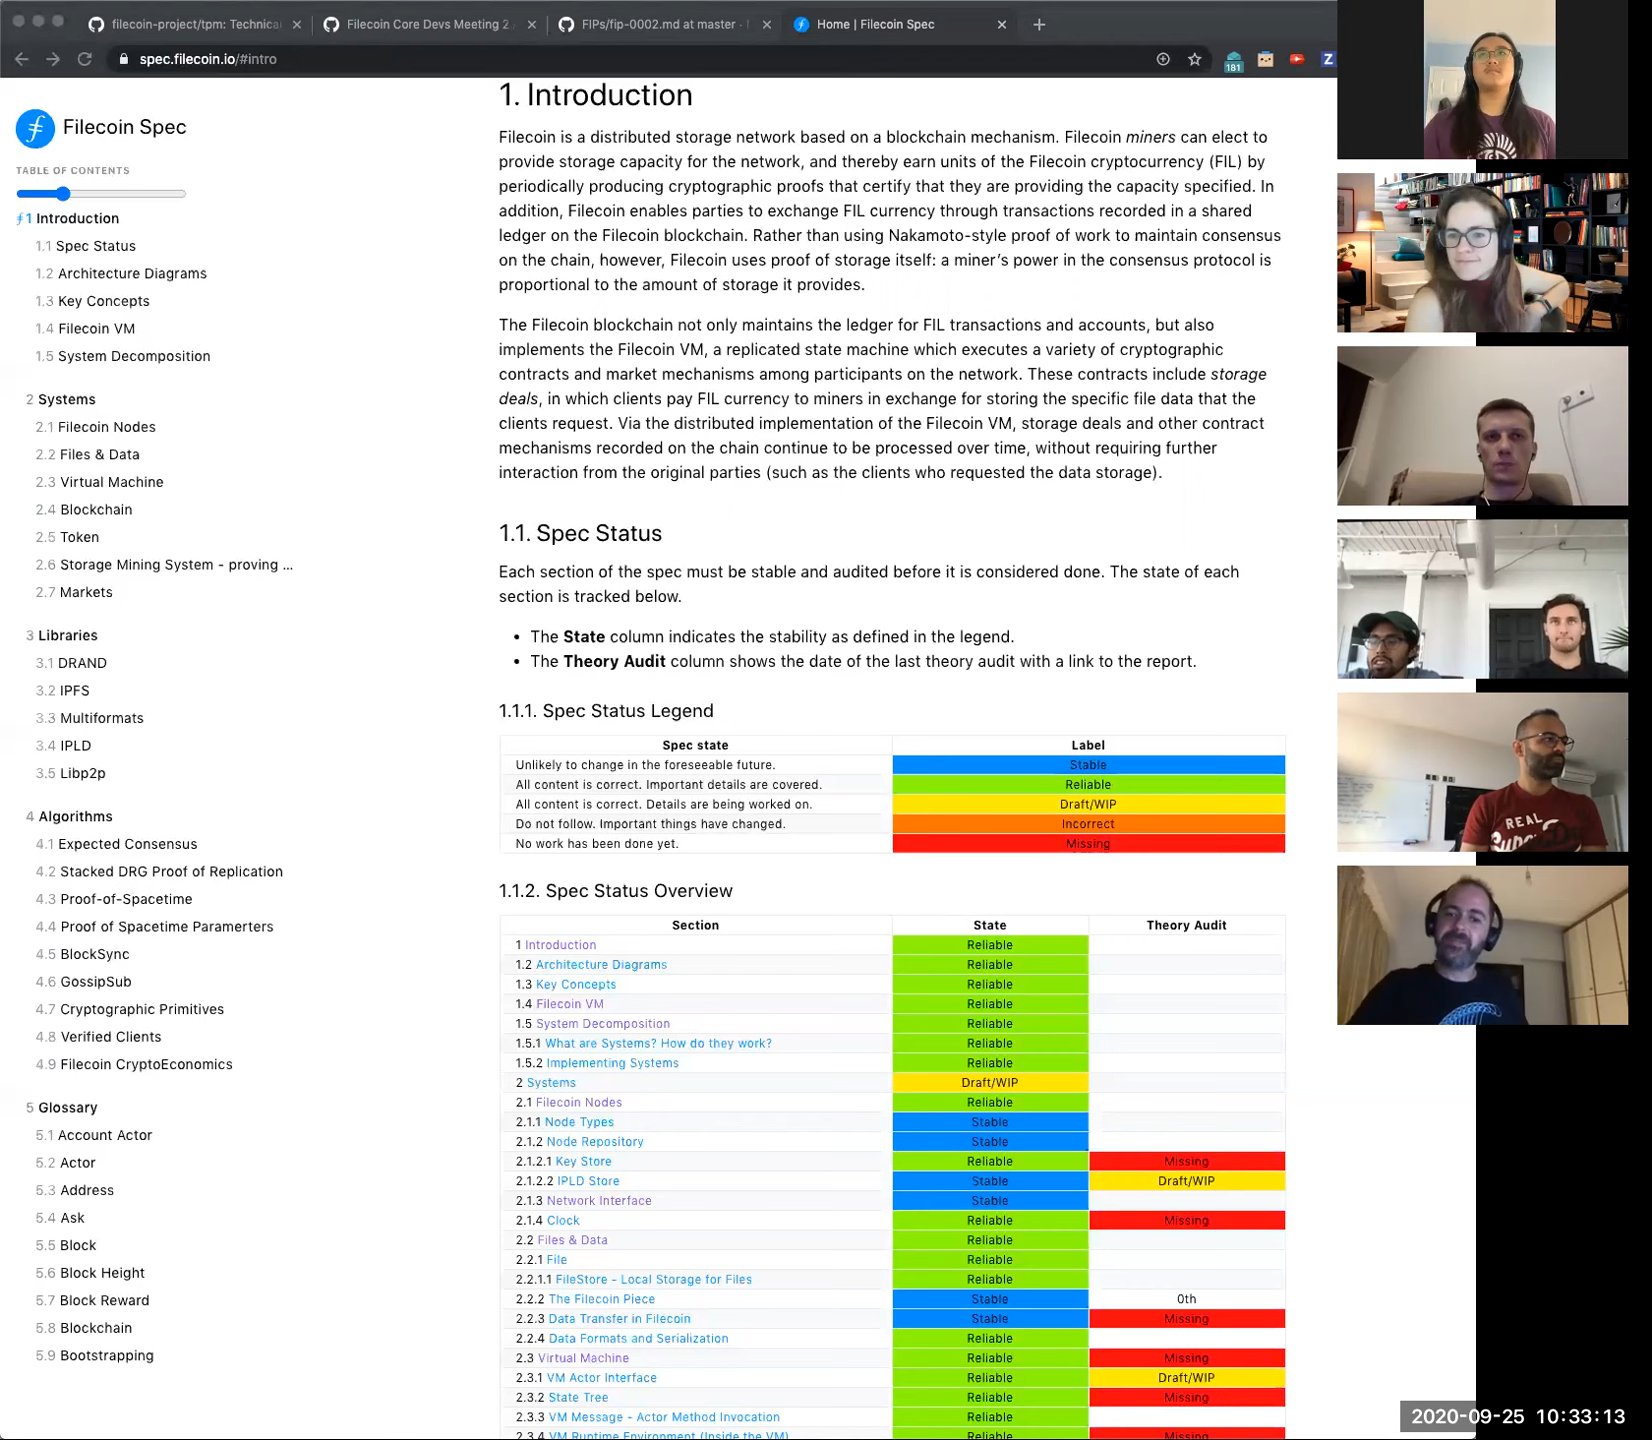 filecoin-project/tpm: Technica
Filecoin Core Devs Meeting 2
FIPs/fip-0002.md at master ·
Home | Filecoin Spec
spec.filecoin.io/#intro
181
Z
Filecoin Spec
TABLE OF CONTENTS
1 Introduction
1.1 Spec Status
1.2 Architecture Diagrams
1.3 Key Concepts
1.4 Filecoin VM
1.5 System Decomposition
2 Systems
2.1 Filecoin Nodes
2.2 Files & Data
2.3 Virtual Machine
2.4 Blockchain
2.5 Token
2.6 Storage Mining System - proving ...
2.7 Markets
3 Libraries
3.1 DRAND
3.2 IPFS
3.3 Multiformats
3.4 IPLD
3.5 Libp2p
4 Algorithms
4.1 Expected Consensus
4.2 Stacked DRG Proof of Replication
4.3 Proof-of-Spacetime
4.4 Proof of Spacetime Paramerters
4.5 BlockSync
4.6 GossipSub
4.7 Cryptographic Primitives
4.8 Verified Clients
4.9 Filecoin CryptoEconomics
5 Glossary
5.1 Account Actor
5.2 Actor
5.3 Address
5.4 Ask
5.5 Block
5.6 Block Height
5.7 Block Reward
5.8 Blockchain
5.9 Bootstrapping
1. Introduction
Filecoin is a distributed storage network based on a blockchain mechanism. Filecoin miners can elect to
provide storage capacity for the network, and thereby earn units of the Filecoin cryptocurrency (FIL) by
periodically producing cryptographic proofs that certify that they are providing the capacity specified. In
addition, Filecoin enables parties to exchange FIL currency through transactions recorded in a shared
ledger on the Filecoin blockchain. Rather than using Nakamoto-style proof of work to maintain consensus
on the chain, however, Filecoin uses proof of storage itself: a miner's power in the consensus protocol is
proportional to the amount of storage it provides.
The Filecoin blockchain not only maintains the ledger for FIL transactions and accounts, but also
implements the Filecoin VM, a replicated state machine which executes a variety of cryptographic
contracts and market mechanisms among participants on the network. These contracts include storage
deals, in which clients pay FIL currency to miners in exchange for storing the specific file data that the
clients request. Via the distributed implementation of the Filecoin VM, storage deals and other contract
mechanisms recorded on the chain continue to be processed over time, without requiring further
interaction from the original parties (such as the clients who requested the data storage).
1.1. Spec Status
Each section of the spec must be stable and audited before it is considered done. The state of each
section is tracked below.
• The State column indicates the stability as defined in the legend.
• The Theory Audit column shows the date of the last theory audit with a link to the report.
1.1.1. Spec Status Legend
Spec state Label
Unlikely to change in the foreseeable future. Stable
All content is correct. Important details are covered. Reliable
All content is correct. Details are being worked on. Draft/WIP
Do not follow. Important things have changed. Incorrect
No work has been done yet. Missing
1.1.2. Spec Status Overview
Section State Theory Audit
1 Introduction Reliable
1.2 Architecture Diagrams Reliable
1.3 Key Concepts Reliable
1.4 Filecoin VM Reliable
1.5 System Decomposition Reliable
1.5.1 What are Systems? How do they work? Reliable
1.5.2 Implementing Systems Reliable
2 Systems Draft/WIP
2.1 Filecoin Nodes Reliable
2.1.1 Node Types Stable
2.1.2 Node Repository Stable
2.1.2.1 Key Store Reliable Missing
2.1.2.2 IPLD Store Stable Draft/WIP
2.1.3 Network Interface Stable
2.1.4 Clock Reliable Missing
2.2 Files & Data Reliable
2.2.1 File Reliable
2.2.1.1 FileStore - Local Storage for Files Reliable
2.2.2 The Filecoin Piece Stable 0th
2.2.3 Data Transfer in Filecoin Stable Missing
2.2.4 Data Formats and Serialization Reliable
2.3 Virtual Machine Reliable Missing
2.3.1 VM Actor Interface Reliable Draft/WIP
2.3.2 State Tree Reliable Missing
2.3.3 VM Message - Actor Method Invocation Reliable
2.3.4 VM Runtime Environment (Inside the VM) Reliable Missing
REAL
2020-09-25 10:33:13